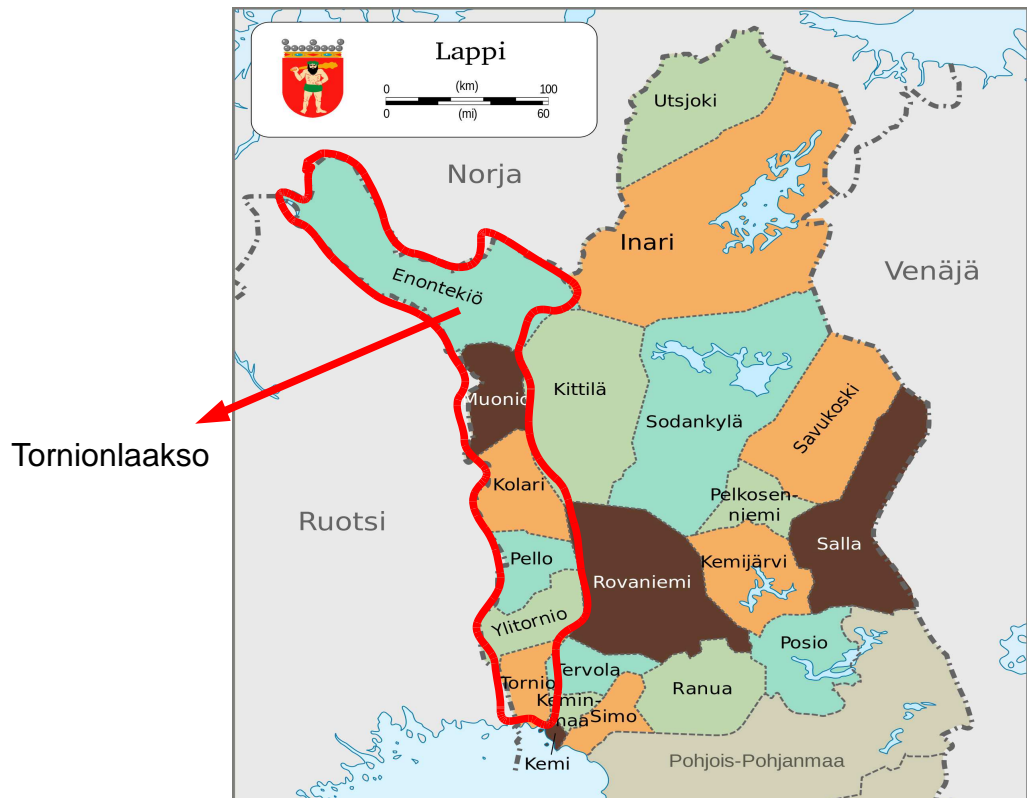 Lappi
0 (km) 100
0 (mi) 60
Utsjoki
Norja
Inari
Venäjä
Enontekiö
Muonio
Kittilä
Sodankylä
Savukoski
Tornionlaakso
Kolari
Pelkosen-
niemi
Ruotsi
Salla
Pello
Rovaniemi
Kemijärvi
Ylitornio
Posio
Tervola
Tornio
Ranua
Kemin-
maa
Simo
Kemi
Pohjois-Pohjanmaa